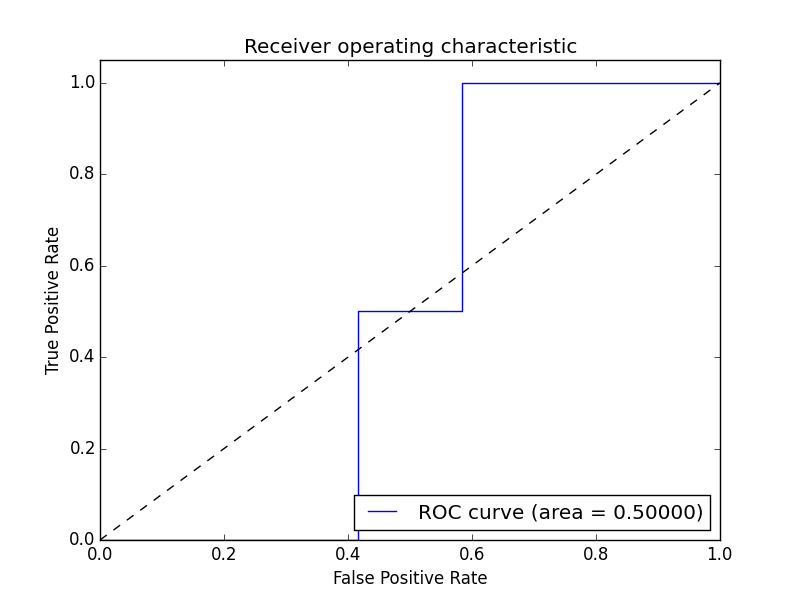 Receiver operating characteristic
1.0
0.8
0.6
0.4
0.2
0.0
True Positive Rate
ROC curve (area = 0.50000)
0.0 0.2 0.4 0.6 0.8 1.0
False Positive Rate